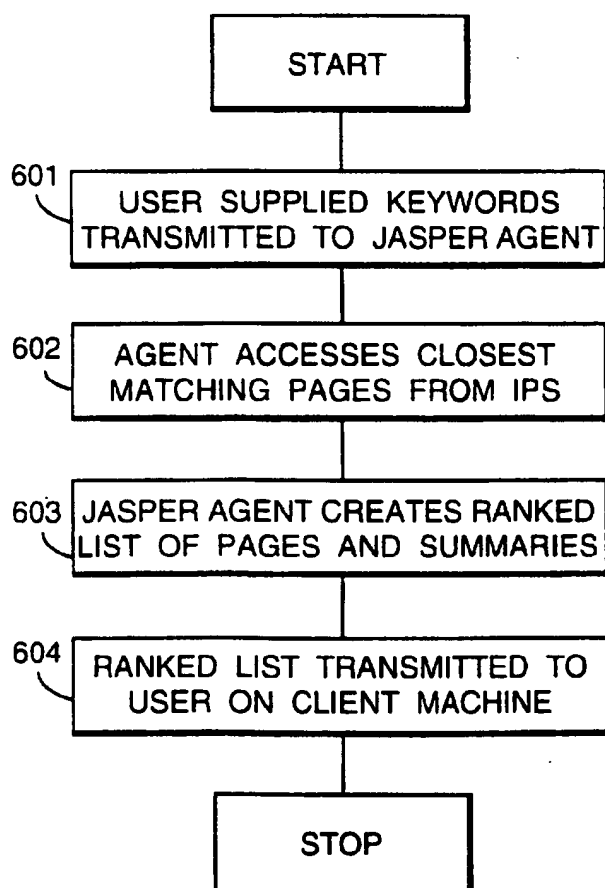 START
601
USER SUPPLIED KEYWORDS
TRANSMITTED TO JASPER AGENT
602
AGENT ACCESSES CLOSEST
MATCHING PAGES FROM IPS
603
JASPER AGENT CREATES RANKED
LIST OF PAGES AND SUMMARIES
604
RANKED LIST TRANSMITTED TO
USER ON CLIENT MACHINE
STOP